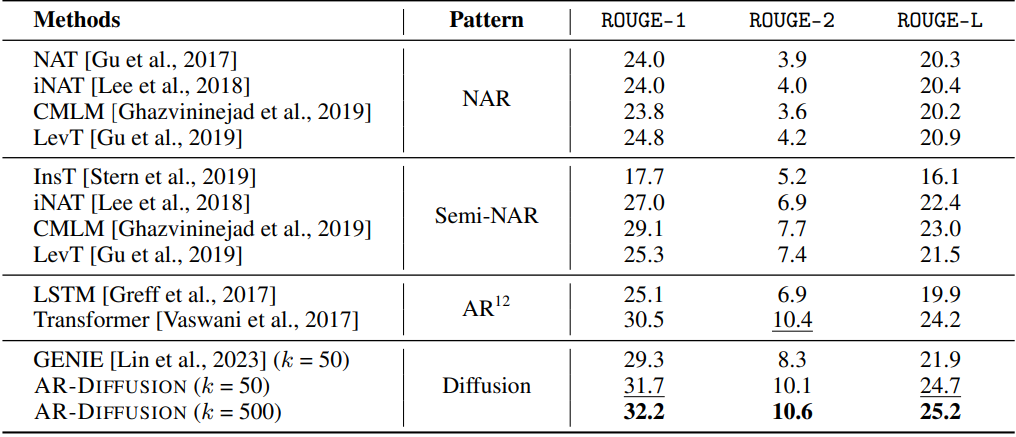 Methods Pattern ROUGE-1 ROUGE-2 ROUGE-L
NAT [Gu et al., 2017] 24.0 3.9 20.3
iNAT [Lee et al., 2018] 24.0 4.0 20.4
NAR
CMLM [Ghazvininejad et al., 2019] 23.8 3.6 20.2
LevT [Gu et al., 2019] 24.8 4.2 20.9
InsT [Stern et al., 2019] 17.7 5.2 16.1
iNAT [Lee et al., 2018] 27.0 6.9 22.4
Semi-NAR
CMLM [Ghazvininejad et al., 2019] 29.1 7.7 23.0
LevT [Gu et al., 2019] 25.3 7.4 21.5
LSTM [Greff et al., 2017] 25.1 6.9 19.9
AR12
Transformer [Vaswani et al., 2017] 30.5 10.4 24.2
GENIE [Lin et al., 2023] (k = 50) 29.3 8.3 21.9
AR-DIFFUSION (k = 50) Diffusion 31.7 10.1 24.7
AR-DIFFUSION (k = 500) 32.2 10.6 25.2